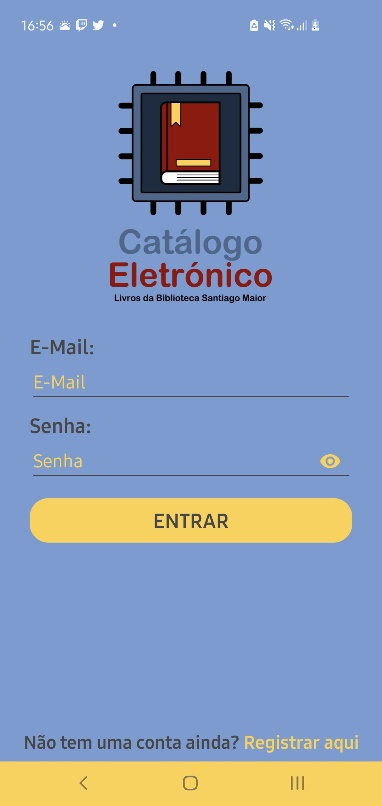 16:56
Catálogo
Eletrónico
Livros da Biblioteca Santiago Maior
E-Mail:
E-Mail
Senha:
Senha
ENTRAR
Não tem uma conta ainda? Registrar aqui